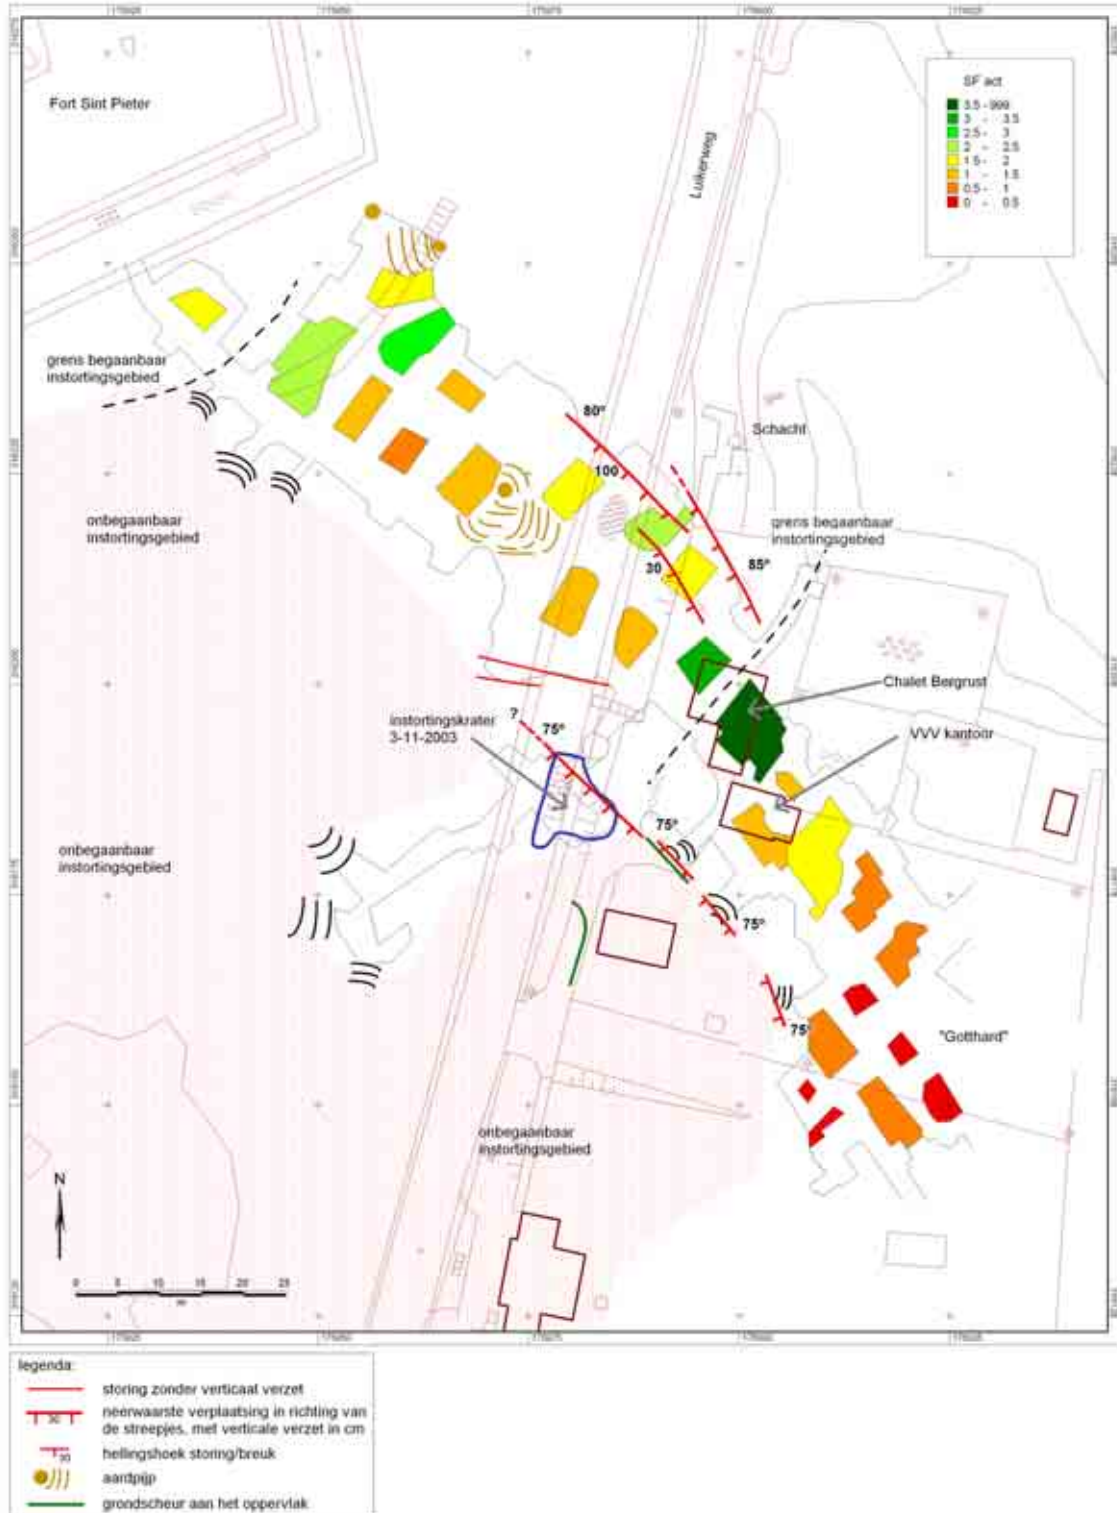 Fort Sint Pieter
Luikerweg
SF act
3.5 - 999
3 - 3.5
2.5 - 3
2 - 2.5
1.5 - 2
1 - 1.5
0.5 - 1
0 - 0.5
grens begaanbaar
instortingsgebied
80°
Schacht
100
grens begaanbaar
instortingsgebied
onbegaanbaar
instortingsgebied
30
85°
Chalet Bergrust
instortingskrater
3-11-2003
?
75°
VVV kantoor
75°
onbegaanbaar
instortingsgebied
75°
75°
"Gotthard"
onbegaanbaar
instortingsgebied
N
0 5 10 15 20 25
m
legenda:
storing zonder verticaal verzet
30
neerwaarste verplaatsing in richting van
de streepjes, met verticale verzet in cm
70
hellingshoek storing/breuk
aardpijp
grondscheur aan het oppervlak